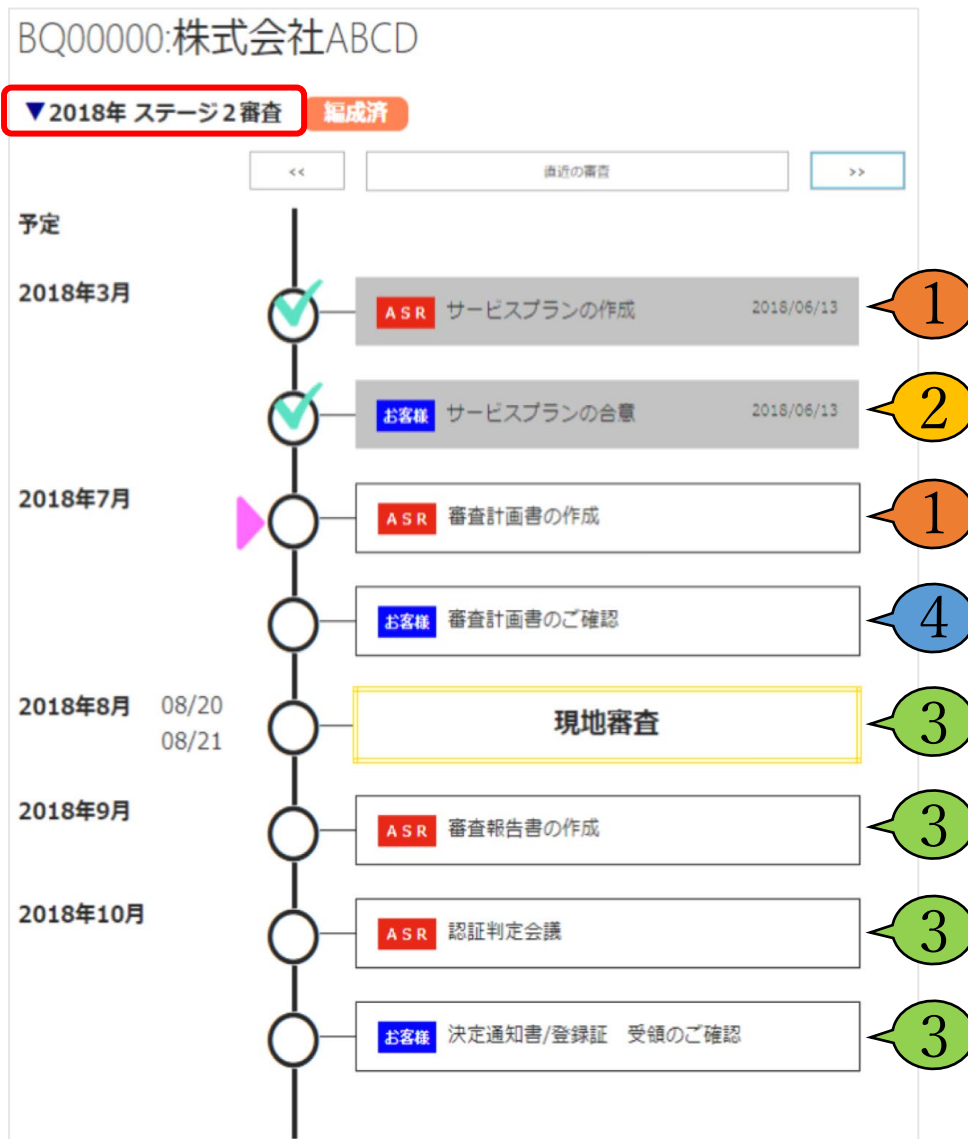 BQ00000:株式会社ABCD
▼2018年 ステージ2審査 編成済
<< 直近の審査 >>
予定
2018年3月 ASR サービスプランの作成 2018/06/13 1
お客様 サービスプランの合意 2018/06/13 2
2018年7月 ASR 審査計画書の作成 1
お客様 審査計画書のご確認 4
2018年8月 08/20 現地審査 3
08/21
2018年9月 ASR 審査報告書の作成 3
2018年10月 ASR 認証判定会議 3
お客様 決定通知書/登録証 受領のご確認 3